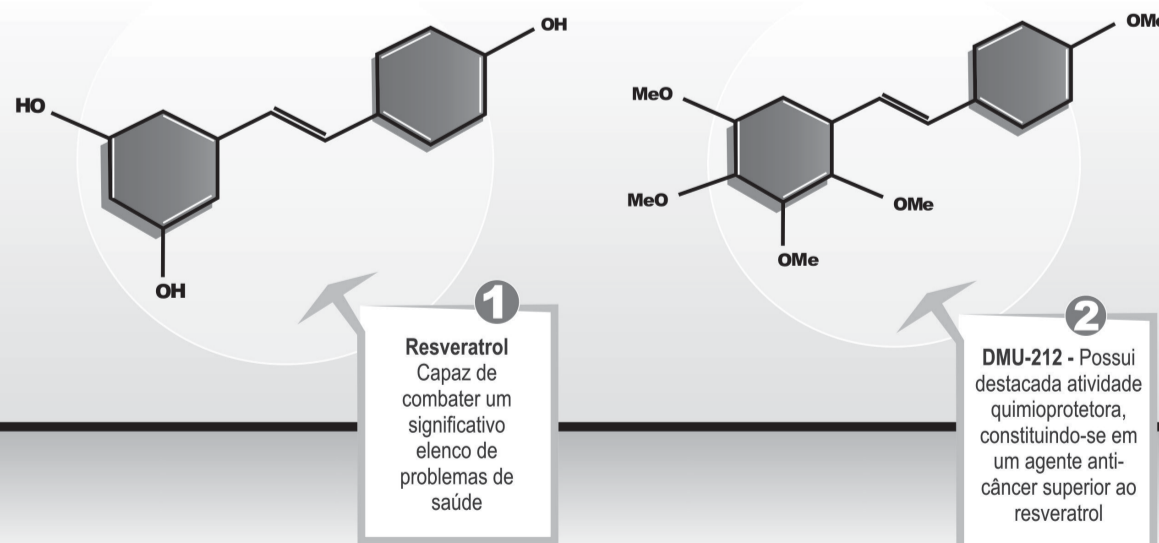 OH
HO
OH
1
Resveratrol
Capaz de
combater um
significativo
elenco de
problemas de
saúde
OMe
MeO
MeO
OMe
OMe
2
DMU-212 - Possui
destacada atividade
quimioprotetora,
constituindo-se em
um agente anti-
câncer superior ao
resveratrol